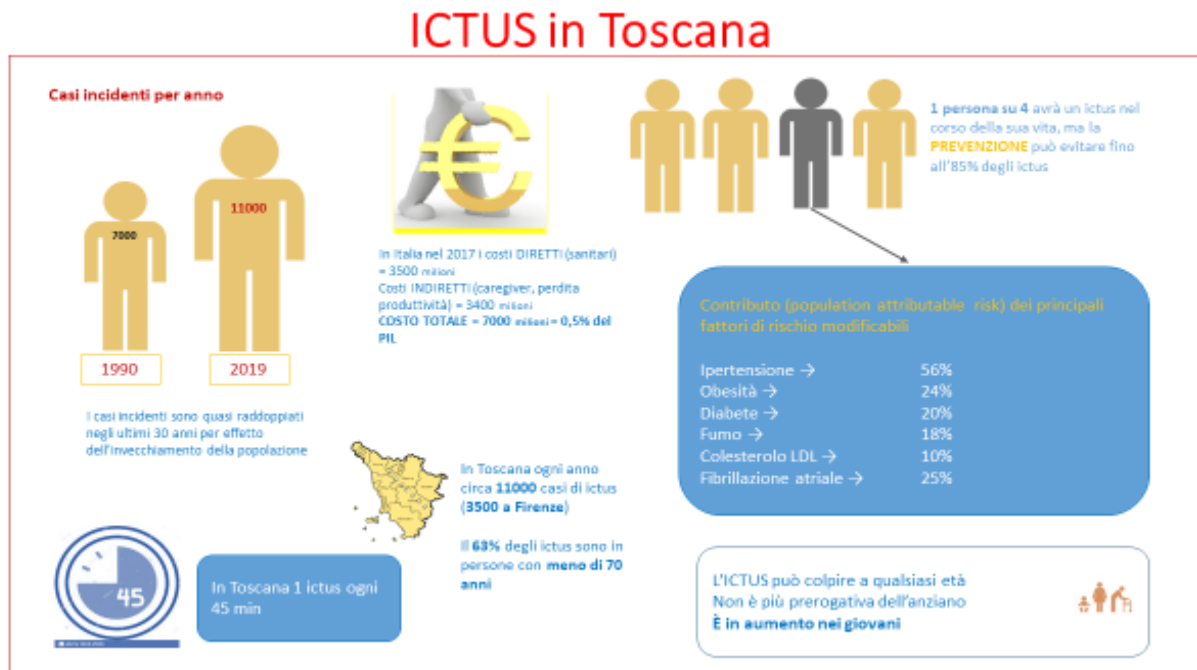 ICTUS in Toscana
Casi incidenti per anno
7000
11000
1990
2019
I casi incidenti sono quasi raddoppiati
negli ultimi 30 anni per effetto
dell'invecchiamento della popolazione
In Italia nel 2017 i costi DIRETTI (sanitari)
= 3500 milioni
Costi INDIRETTI (caregiver, perdita
produttività) = 3400 milioni
COSTO TOTALE = 7000 milioni = 0,5% del
PIL
1 persona su 4 avrà un ictus nel
corso della sua vita, ma la
PREVENZIONE può evitare fino
all'85% degli ictus
Contributo (population attributable risk) dei principali
fattori di rischio modificabili
Ipertensione → 56%
Obesità → 24%
Diabete → 20%
Fumo → 18%
Colesterolo LDL → 10%
Fibrillazione atriale → 25%
In Toscana ogni anno
circa 11000 casi di ictus
(3500 a Firenze)
Il 63% degli ictus sono in
persone con meno di 70
anni
45
In Toscana 1 ictus ogni
45 min
L'ICTUS può colpire a qualsiasi età
Non è più prerogativa dell'anziano
È in aumento nei giovani